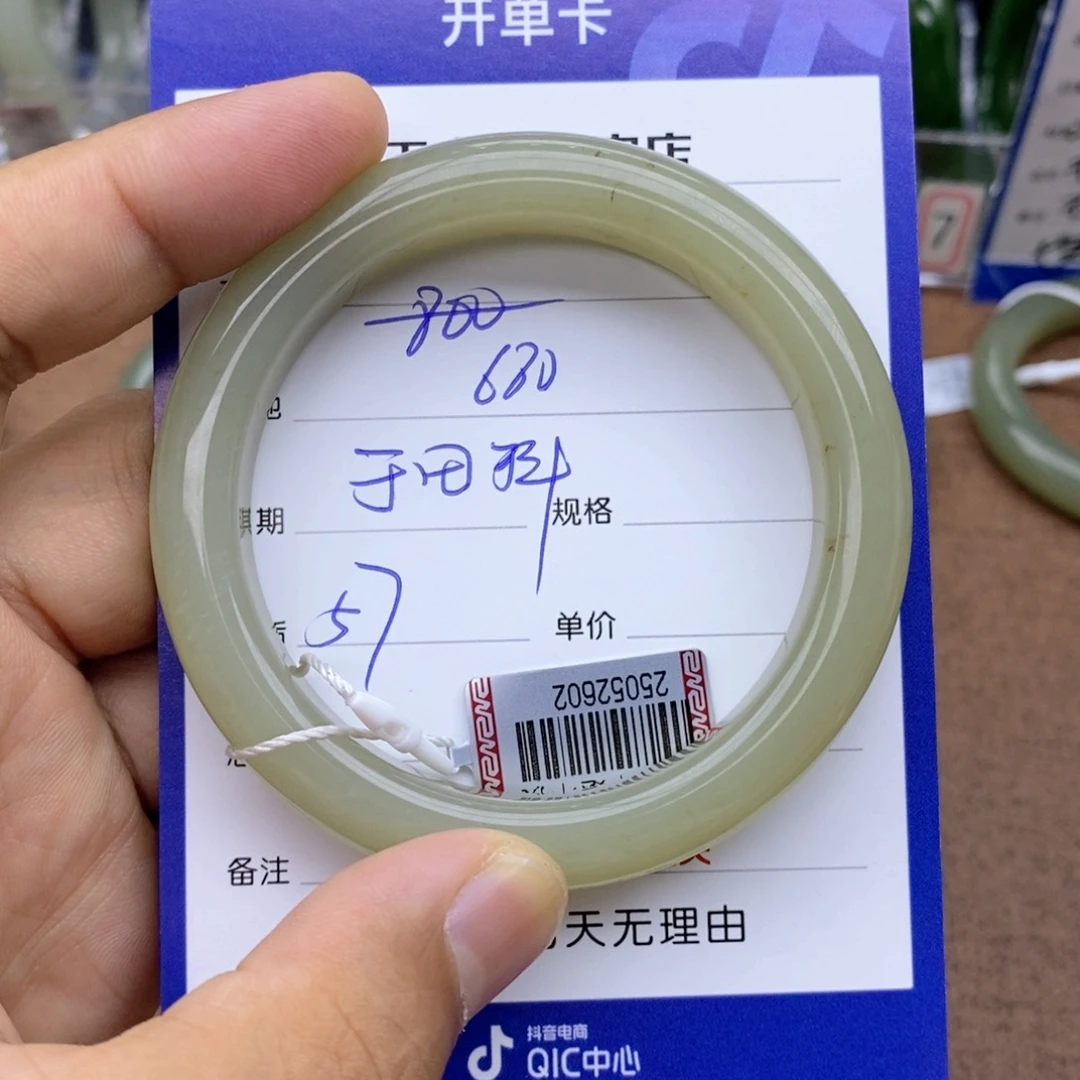 开单卡
店
800
680
于田料
期
规格
57
单价
25052602
备注
天无理由
抖音电商
QIC中心
7